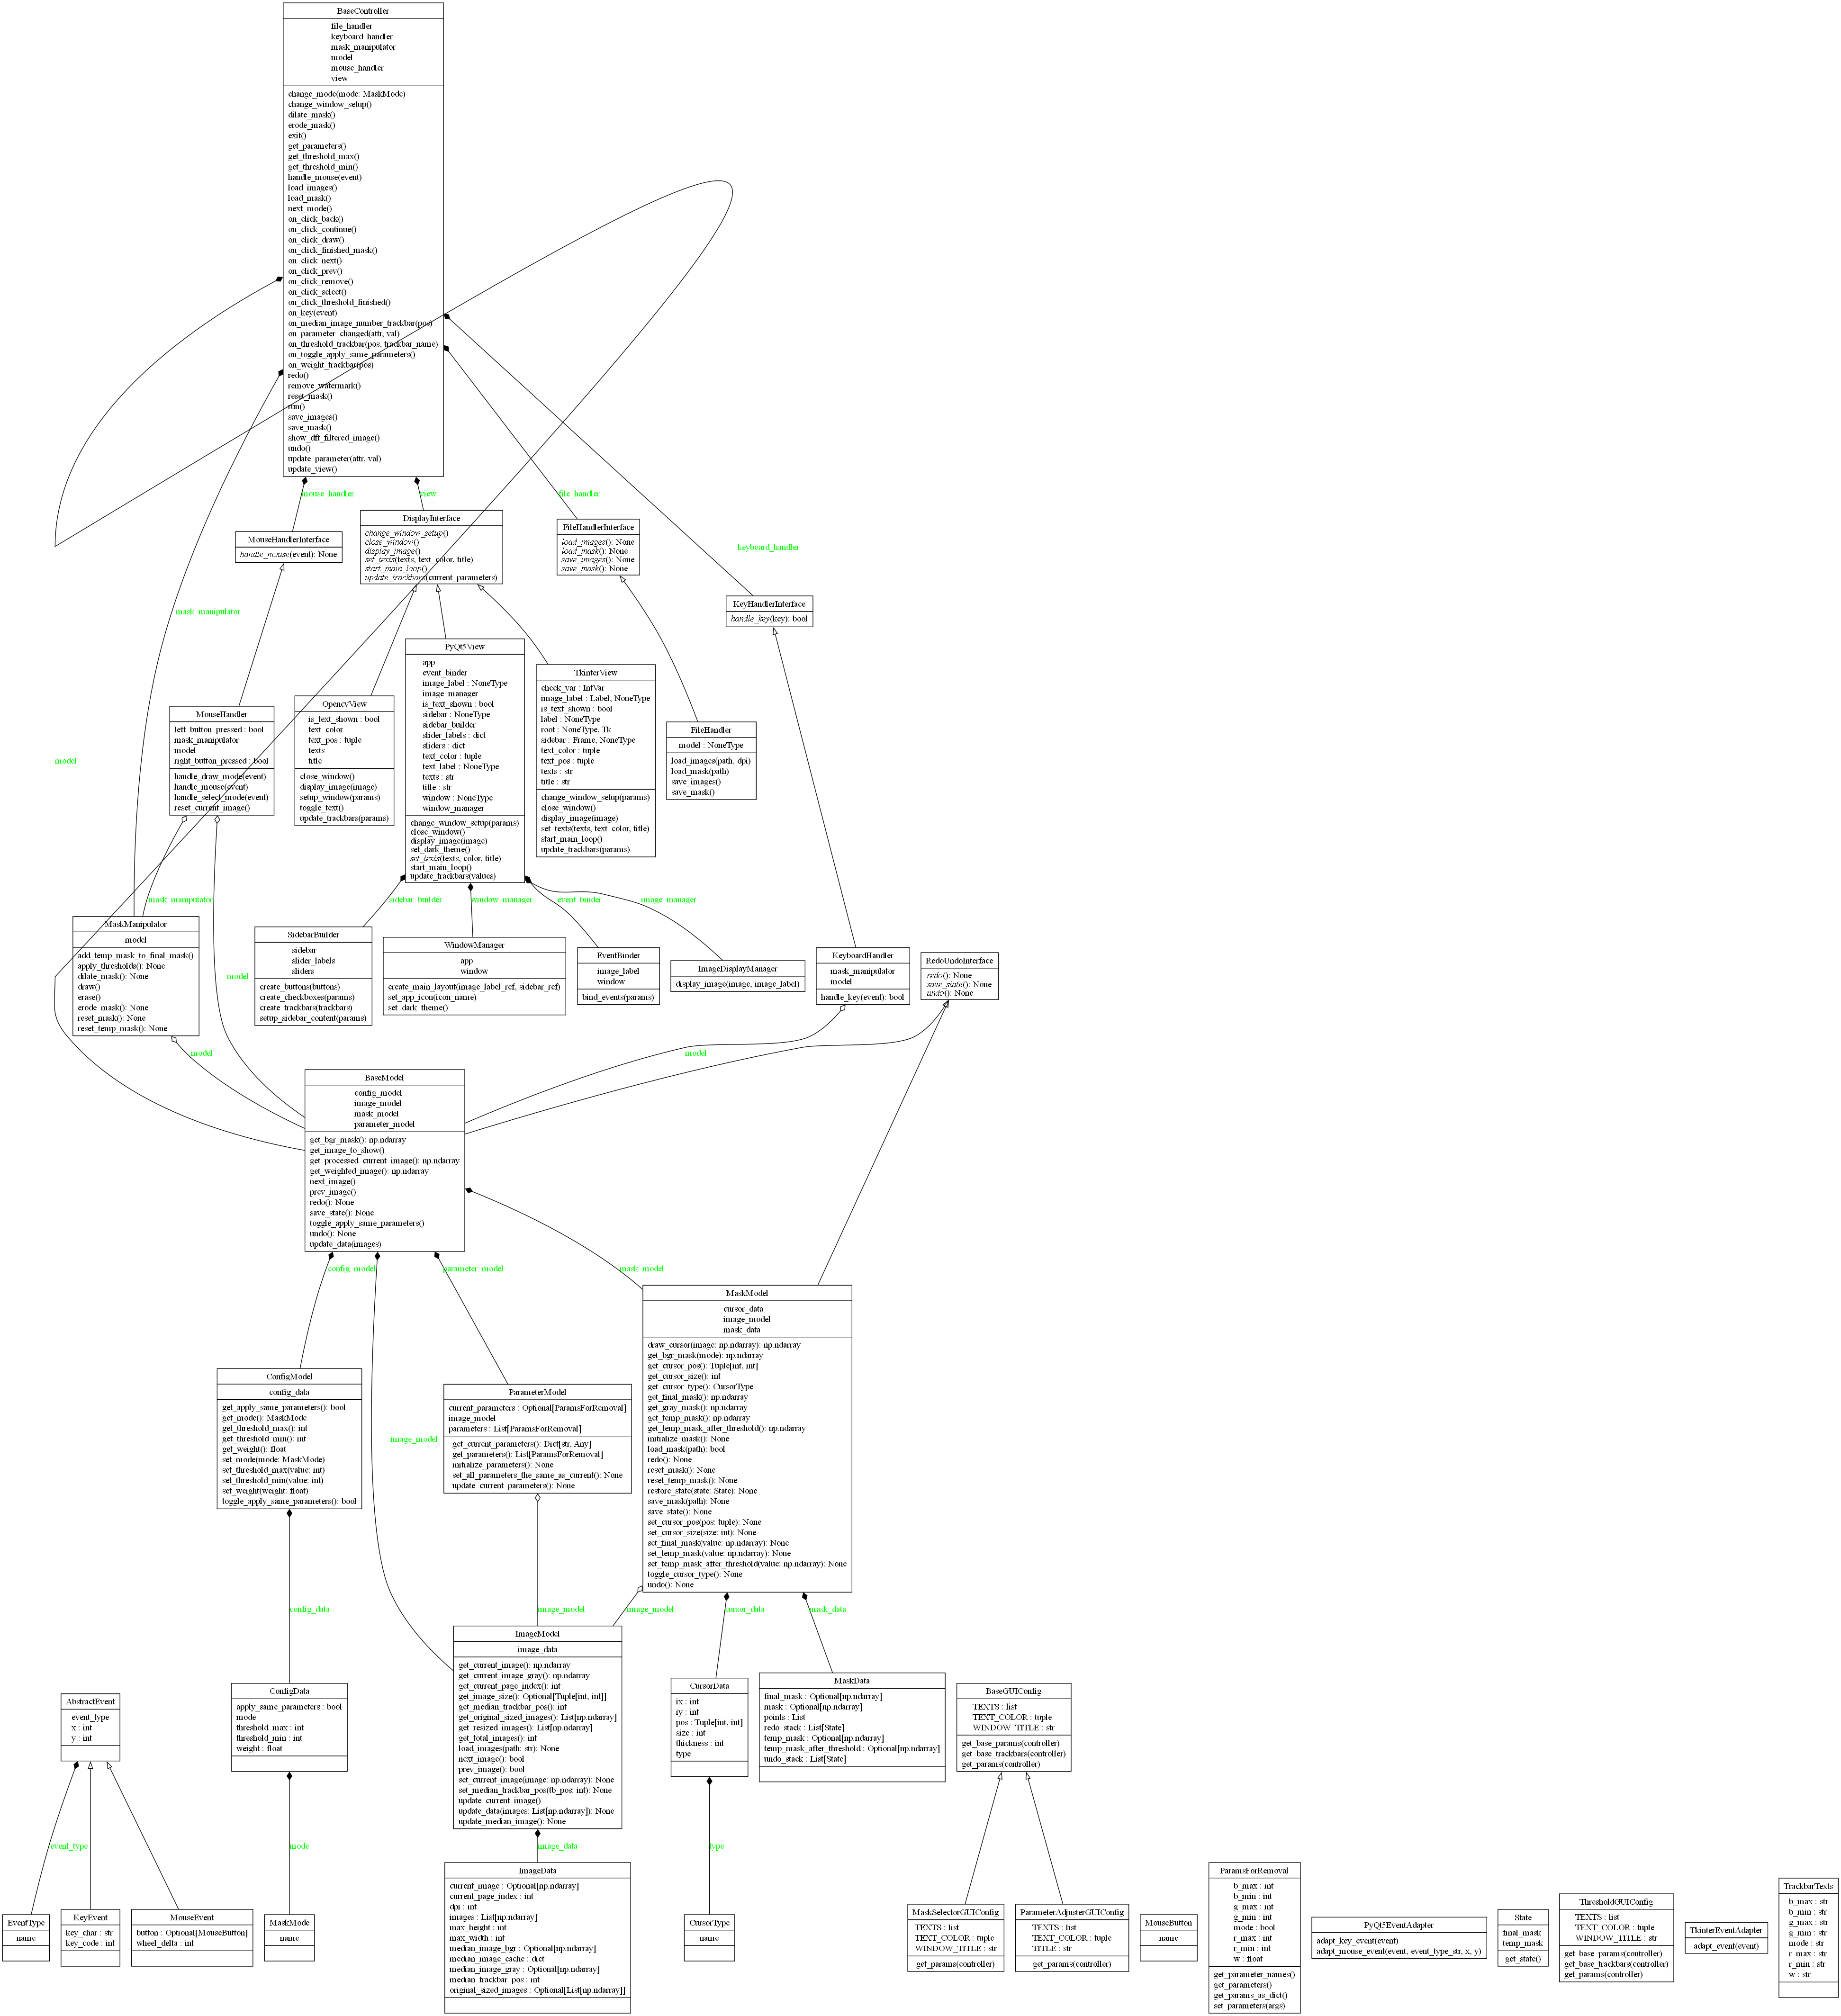 BaseController
file_handler
keyboard_handler
mask_manipulator
model
mouse_handler
view
change_mode(mode: MaskMode)
change_window_setup()
dilate_mask()
erode_mask()
exit()
get_parameters()
get_threshold_max()
get_threshold_min()
handle_mouse(event)
load_images()
load_mask()
next_mode()
on_click_back()
on_click_continue()
on_click_draw()
on_click_finished_mask()
on_click_next()
on_click_prev()
on_click_remove()
on_click_select()
on_click_threshold_finished()
on_key(event)
on_median_image_number_trackbar(pos)
on_parameter_changed(attr, val)
on_threshold_trackbar(pos, trackbar_name)
on_toggle_apply_same_parameters()
on_weight_trackbar(pos)
redo()
remove_watermark()
reset_mask()
run()
save_images()
save_mask()
show_dft_filtered_image()
undo()
update_parameter(attr, val)
update_view()
mouse_handler
view
file_handler
keyboard_handler
mask_manipulator
model
MouseHandlerInterface
handle_mouse(event): None
DisplayInterface
change_window_setup()
close_window()
display_image()
set_texts(texts, text_color, title)
start_main_loop()
update_trackbars(current_parameters)
FileHandlerInterface
load_images(): None
load_mask(): None
save_images(): None
save_mask(): None
KeyHandlerInterface
handle_key(key): bool
MouseHandler
left_button_pressed : bool
mask_manipulator
model
right_button_pressed : bool
handle_draw_mode(event)
handle_mouse(event)
handle_select_mode(event)
reset_current_image()
OpencvView
is_text_shown : bool
text_color
text_pos : tuple
texts
title
close_window()
display_image(image)
setup_window(params)
toggle_text()
update_trackbars(params)
PyQt5View
app
event_binder
image_label : NoneType
image_manager
is_text_shown : bool
sidebar : NoneType
sidebar_builder
slider_labels : dict
sliders : dict
text_color : tuple
text_label : NoneType
texts : str
title : str
window : NoneType
window_manager
change_window_setup(params)
close_window()
display_image(image)
set_dark_theme()
set_texts(texts, color, title)
start_main_loop()
update_trackbars(values)
TkinterView
check_var : IntVar
image_label : Label, NoneType
is_text_shown : bool
label : NoneType
root : NoneType, Tk
sidebar : Frame, NoneType
text_color : tuple
text_pos : tuple
texts : str
title : str
change_window_setup(params)
close_window()
display_image(image)
set_texts(texts, text_color, title)
start_main_loop()
update_trackbars(params)
FileHandler
model : NoneType
load_images(path, dpi)
load_mask(path)
save_images()
save_mask()
mask_manipulator
sidebar_builder
window_manager
event_binder
image_manager
MaskManipulator
model
add_temp_mask_to_final_mask()
apply_thresholds(): None
dilate_mask(): None
draw()
erase()
erode_mask(): None
reset_mask(): None
reset_temp_mask(): None
model
SidebarBuilder
sidebar
slider_labels
sliders
create_buttons(buttons)
create_checkboxes(params)
create_trackbars(trackbars)
setup_sidebar_content(params)
WindowManager
app
window
create_main_layout(image_label_ref, sidebar_ref)
set_app_icon(icon_name)
set_dark_theme()
EventBinder
image_label
window
bind_events(params)
ImageDisplayManager
display_image(image, image_label)
KeyboardHandler
mask_manipulator
model
handle_key(event): bool
RedoUndoInterface
redo(): None
save_state(): None
undo(): None
model
model
BaseModel
config_model
image_model
mask_model
parameter_model
get_bgr_mask(): np.ndarray
get_image_to_show()
get_processed_current_image(): np.ndarray
get_weighted_image(): np.ndarray
next_image()
prev_image()
redo(): None
save_state(): None
toggle_apply_same_parameters()
undo(): None
update_data(images)
config_model
parameter_model
mask_model
image_model
ConfigModel
config_data
get_apply_same_parameters(): bool
get_mode(): MaskMode
get_threshold_max(): int
get_threshold_min(): int
get_weight(): float
set_mode(mode: MaskMode)
set_threshold_max(value: int)
set_threshold_min(value: int)
set_weight(weight: float)
toggle_apply_same_parameters(): bool
ParameterModel
current_parameters : Optional[ParamsForRemoval]
image_model
parameters : List[ParamsForRemoval]
get_current_parameters(): Dict[str, Any]
get_parameters(): List[ParamsForRemoval]
initialize_parameters(): None
set_all_parameters_the_same_as_current(): None
update_current_parameters(): None
MaskModel
cursor_data
image_model
mask_data
draw_cursor(image: np.ndarray): np.ndarray
get_bgr_mask(mode): np.ndarray
get_cursor_pos(): Tuple[int, int]
get_cursor_size(): int
get_cursor_type(): CursorType
get_final_mask(): np.ndarray
get_gray_mask(): np.ndarray
get_temp_mask(): np.ndarray
get_temp_mask_after_threshold(): np.ndarray
initialize_mask(): None
load_mask(path): bool
redo(): None
reset_mask(): None
reset_temp_mask(): None
restore_state(state: State): None
save_mask(path): None
save_state(): None
set_cursor_pos(pos: tuple): None
set_cursor_size(size: int): None
set_final_mask(value: np.ndarray): None
set_temp_mask(value: np.ndarray): None
set_temp_mask_after_threshold(value: np.ndarray): None
toggle_cursor_type(): None
undo(): None
config_data
image_model
image_model
cursor_data
mask_data
AbstractEvent
event_type
x : int
y : int
ConfigData
apply_same_parameters : bool
mode
threshold_max : int
threshold_min : int
weight : float
ImageModel
image_data
get_current_image(): np.ndarray
get_current_image_gray(): np.ndarray
get_current_page_index(): int
get_image_size(): Optional[Tuple[int, int]]
get_median_trackbar_pos(): int
get_original_sized_images(): List[np.ndarray]
get_resized_images(): List[np.ndarray]
get_total_images(): int
load_images(path: str): None
next_image(): bool
prev_image(): bool
set_current_image(image: np.ndarray): None
set_median_trackbar_pos(tb_pos: int): None
update_current_image()
update_data(images: List[np.ndarray]): None
update_median_image(): None
CursorData
ix : int
iy : int
pos : Tuple[int, int]
size : int
thickness : int
type
MaskData
final_mask : Optional[np.ndarray]
mask : Optional[np.ndarray]
points : List
redo_stack : List[State]
temp_mask : Optional[np.ndarray]
temp_mask_after_threshold : Optional[np.ndarray]
undo_stack : List[State]
BaseGUIConfig
TEXTS : list
TEXT_COLOR : tuple
WINDOW_TITLE : str
get_base_params(controller)
get_base_trackbars(controller)
get_params(controller)
event_type
mode
image_data
type
EventType
name
KeyEvent
key_char : str
key_code : int
MouseEvent
button : Optional[MouseButton]
wheel_delta : int
MaskMode
name
ImageData
current_image : Optional[np.ndarray]
current_page_index : int
dpi : int
images : List[np.ndarray]
max_height : int
max_width : int
median_image_bgr : Optional[np.ndarray]
median_image_cache : dict
median_image_gray : Optional[np.ndarray]
median_trackbar_pos : int
original_sized_images : Optional[List[np.ndarray]]
CursorType
name
MaskSelectorGUIConfig
TEXTS : list
TEXT_COLOR : tuple
WINDOW_TITLE : str
get_params(controller)
ParameterAdjusterGUIConfig
TEXTS : list
TEXT_COLOR : tuple
TITLE : str
get_params(controller)
MouseButton
name
ParamsForRemoval
b_max : int
b_min : int
g_max : int
g_min : int
mode : bool
r_max : int
r_min : int
w : float
get_parameter_names()
get_parameters()
get_params_as_dict()
set_parameters(args)
PyQt5EventAdapter
adapt_key_event(event)
adapt_mouse_event(event, event_type_str, x, y)
State
final_mask
temp_mask
get_state()
ThresholdGUIConfig
TEXTS : list
TEXT_COLOR : tuple
WINDOW_TITLE : str
get_base_params(controller)
get_base_trackbars(controller)
get_params(controller)
TkinterEventAdapter
adapt_event(event)
TrackbarTexts
b_max : str
b_min : str
g_max : str
g_min : str
mode : str
r_max : str
r_min : str
w : str